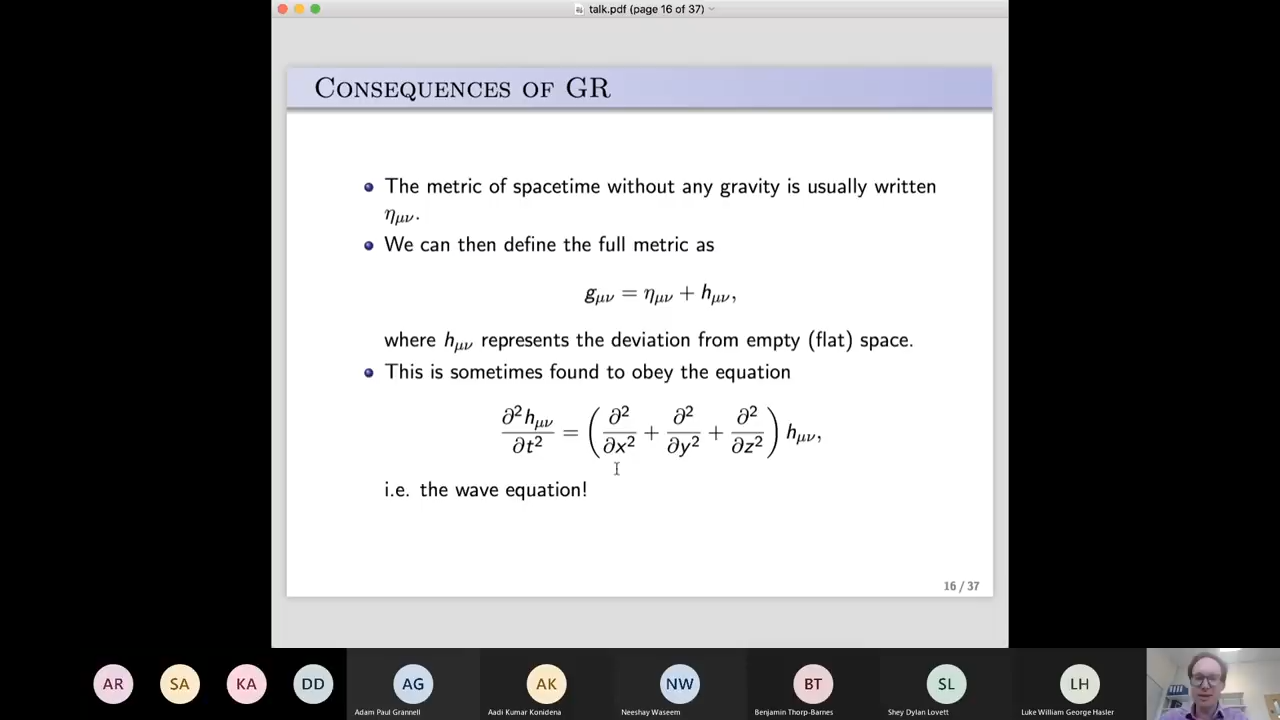 talk.pdf (page 16 of 37)
Consequences of GR
The metric of spacetime without any gravity is usually written
ημν.
We can then define the full metric as
gμν = ημν + hμν,
where hμν represents the deviation from empty (flat) space.
This is sometimes found to obey the equation
∂²hμν/∂t² = (∂²/∂x² + ∂²/∂y² + ∂²/∂z²) hμν,
i.e. the wave equation!
16 / 37
AR SA KA DD AG AK NW BT SL LH
Adam Paul Grannell Aadi Kumar Konidena Neeshay Waseem Benjamin Thorp-Barnes Shey Dylan Lovett Luke William George Hasler